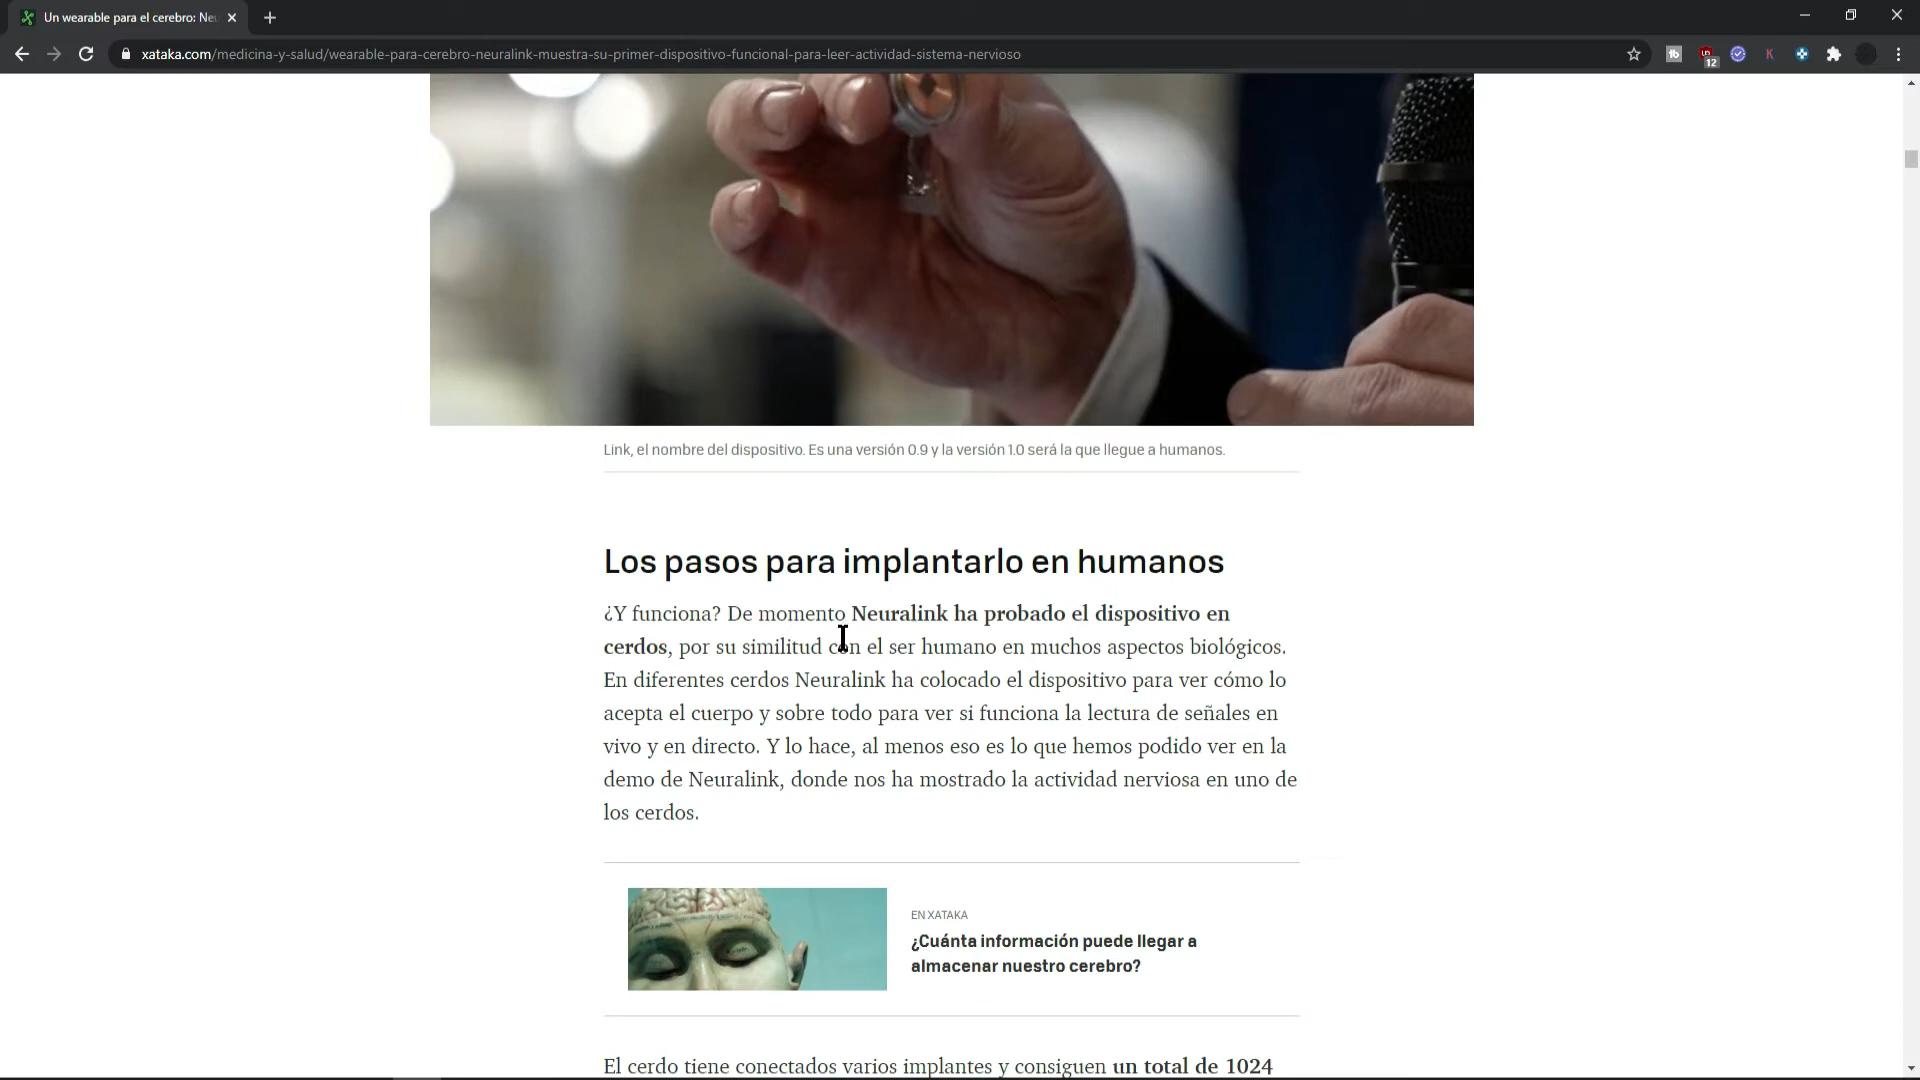 Un wearable para el cerebro: Neu
xataka.com/medicina-y-salud/wearable-para-cerebro-neuralink-muestra-su-primer-dispositivo-funcional-para-leer-actividad-sistema-nervioso
12
Link, el nombre del dispositivo. Es una versión 0.9 y la versión 1.0 será la que llegue a humanos.
Los pasos para implantarlo en humanos
¿Y funciona? De momento Neuralink ha probado el dispositivo en
cerdos, por su similitud con el ser humano en muchos aspectos biológicos.
En diferentes cerdos Neuralink ha colocado el dispositivo para ver cómo lo
acepta el cuerpo y sobre todo para ver si funciona la lectura de señales en
vivo y en directo. Y lo hace, al menos eso es lo que hemos podido ver en la
demo de Neuralink, donde nos ha mostrado la actividad nerviosa en uno de
los cerdos.
EN XATAKA
¿Cuánta información puede llegar a
almacenar nuestro cerebro?
El cerdo tiene conectados varios implantes y consiguen un total de 1024